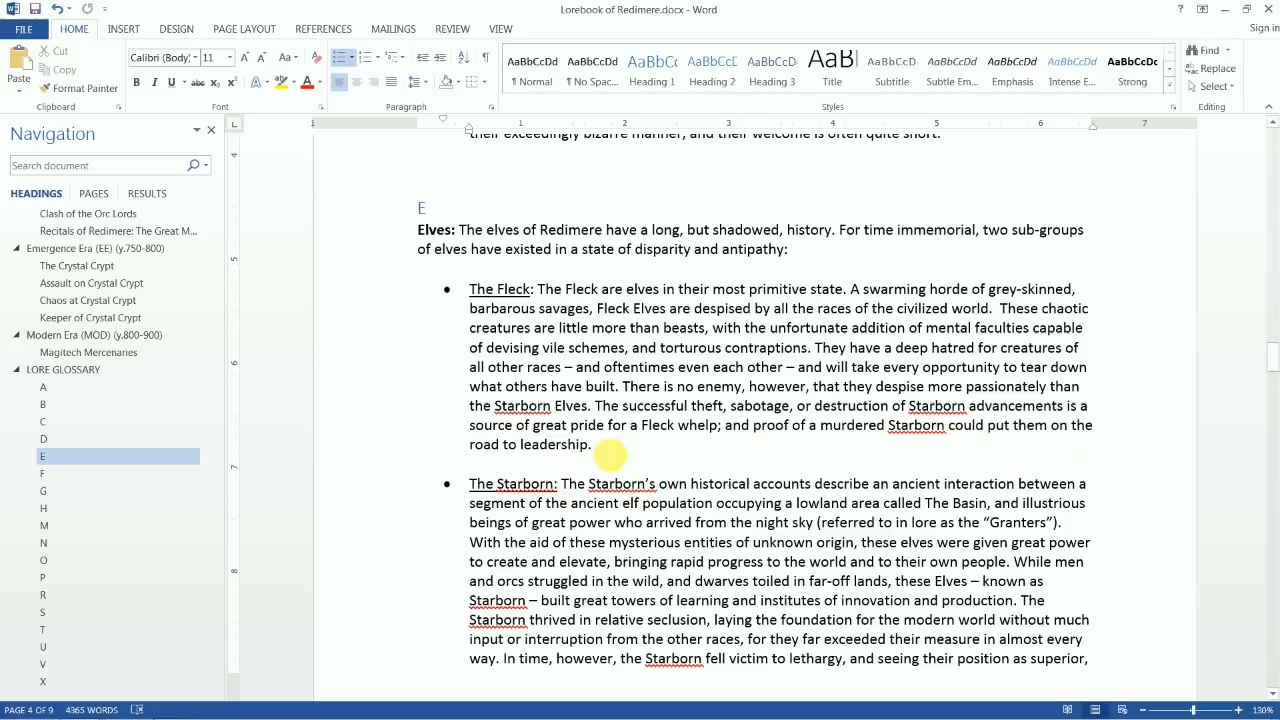 Lorebook of Redimere.docx - Word
Sign in
FILE HOME INSERT DESIGN PAGE LAYOUT REFERENCES MAILINGS REVIEW VIEW
Paste
Cut
Copy
Format Painter
Clipboard
Calibri (Body) 11
Font
Paragraph
AaBbCcDd AaBbCcDd AaBbCc AaBbCcDd AaBbCcDd AaBl AaBbCcDd AaBbCcDd AaBbCcDd AaBbCcDd AaBbCcDd
¶ Normal ¶ No Spac... Heading 1 Heading 2 Heading 3 Title Subtitle Subtle Em... Emphasis Intense E... Strong
Styles
Find
Replace
Select
Editing
Navigation
Search document
HEADINGS PAGES RESULTS
Clash of the Orc Lords
Recitals of Redimere: The Great M...
Emergence Era (EE) (y.750-800)
The Crystal Crypt
Assault on Crystal Crypt
Chaos at Crystal Crypt
Keeper of Crystal Crypt
Modern Era (MOD) (y.800-900)
Magitech Mercenaries
LORE GLOSSARY
A
B
C
D
E
F
G
H
M
N
O
P
R
S
T
U
V
X
1 1 2 3 4 5 6 7
4
5
6
7
8
their exceedingly bizarre manner, and their welcome is often quite short.
E
Elves: The elves of Redimere have a long, but shadowed, history. For time immemorial, two sub-groups
of elves have existed in a state of disparity and antipathy:
• The Fleck: The Fleck are elves in their most primitive state. A swarming horde of grey-skinned,
barbarous savages, Fleck Elves are despised by all the races of the civilized world.  These chaotic
creatures are little more than beasts, with the unfortunate addition of mental faculties capable
of devising vile schemes, and torturous contraptions. They have a deep hatred for creatures of
all other races – and oftentimes even each other – and will take every opportunity to tear down
what others have built. There is no enemy, however, that they despise more passionately than
the Starborn Elves. The successful theft, sabotage, or destruction of Starborn advancements is a
source of great pride for a Fleck whelp; and proof of a murdered Starborn could put them on the
road to leadership.
• The Starborn: The Starborn’s own historical accounts describe an ancient interaction between a
segment of the ancient elf population occupying a lowland area called The Basin, and illustrious
beings of great power who arrived from the night sky (referred to in lore as the “Granters”).
With the aid of these mysterious entities of unknown origin, these elves were given great power
to create and elevate, bringing rapid progress to the world and to their own people. While men
and orcs struggled in the wild, and dwarves toiled in far-off lands, these Elves – known as
Starborn – built great towers of learning and institutes of innovation and production. The
Starborn thrived in relative seclusion, laying the foundation for the modern world without much
input or interruption from the other races, for they far exceeded their measure in almost every
way. In time, however, the Starborn fell victim to lethargy, and seeing their position as superior,
PAGE 4 OF 9 4365 WORDS 130%